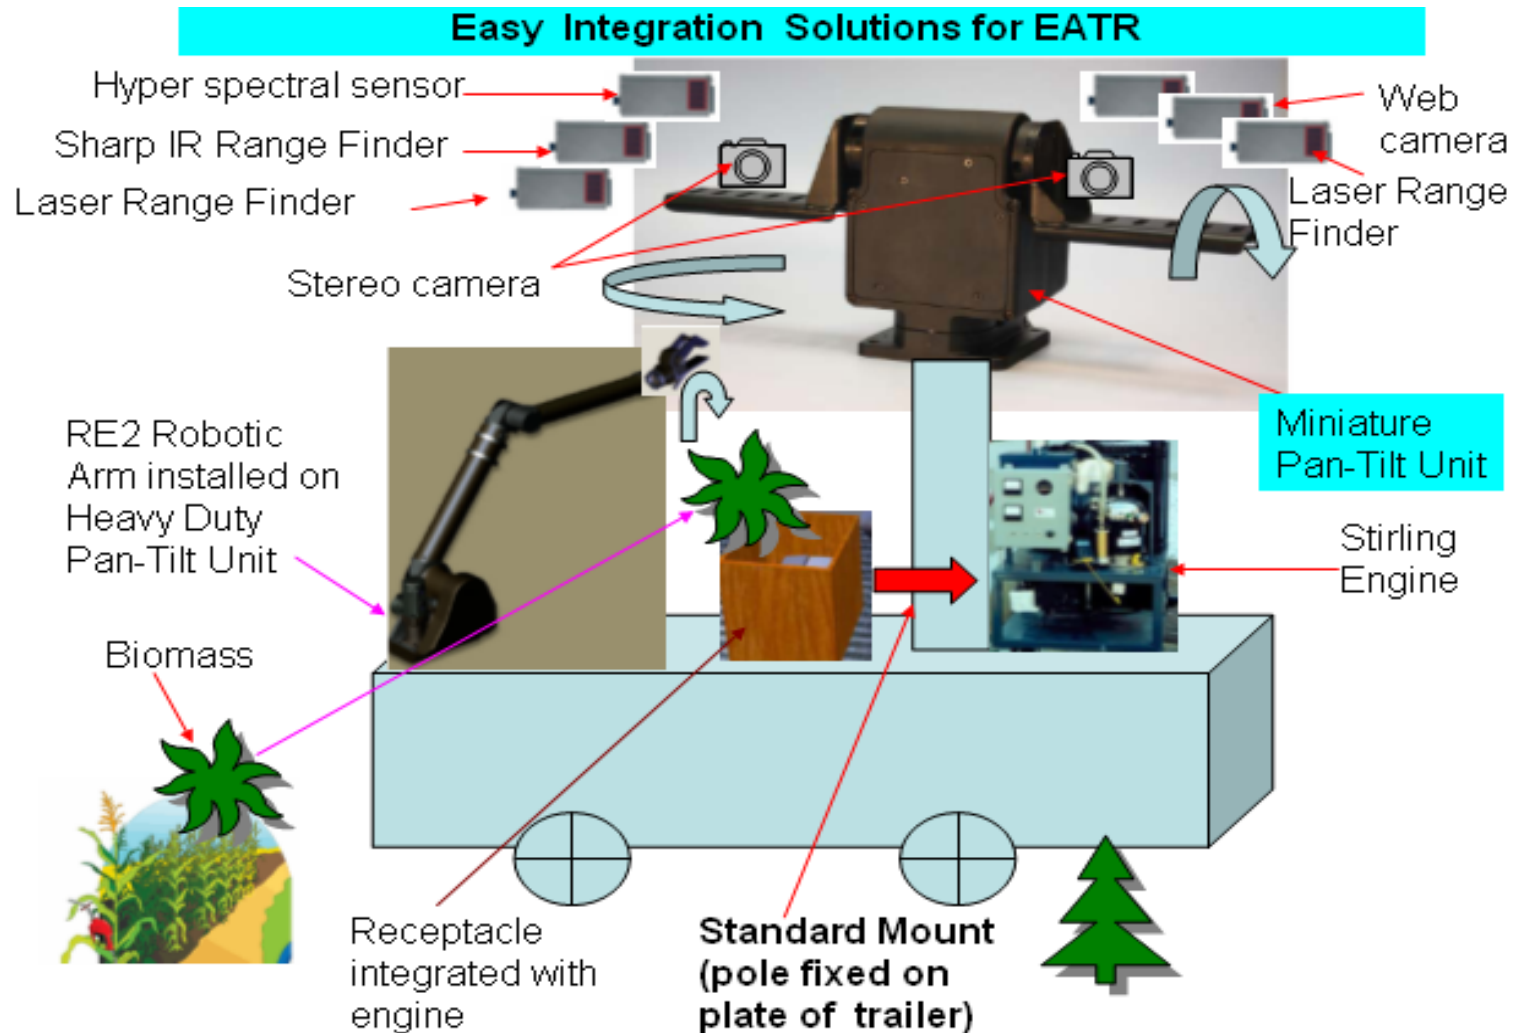 Easy Integration Solutions for EATR
Hyper spectral sensor
Sharp IR Range Finder
Laser Range Finder
Stereo camera
Web
camera
Laser Range
Finder
RE2 Robotic
Arm installed on
Heavy Duty
Pan-Tilt Unit
Miniature
Pan-Tilt Unit
Stirling
Engine
Biomass
Receptacle
integrated with
engine
Standard Mount
(pole fixed on
plate of trailer)